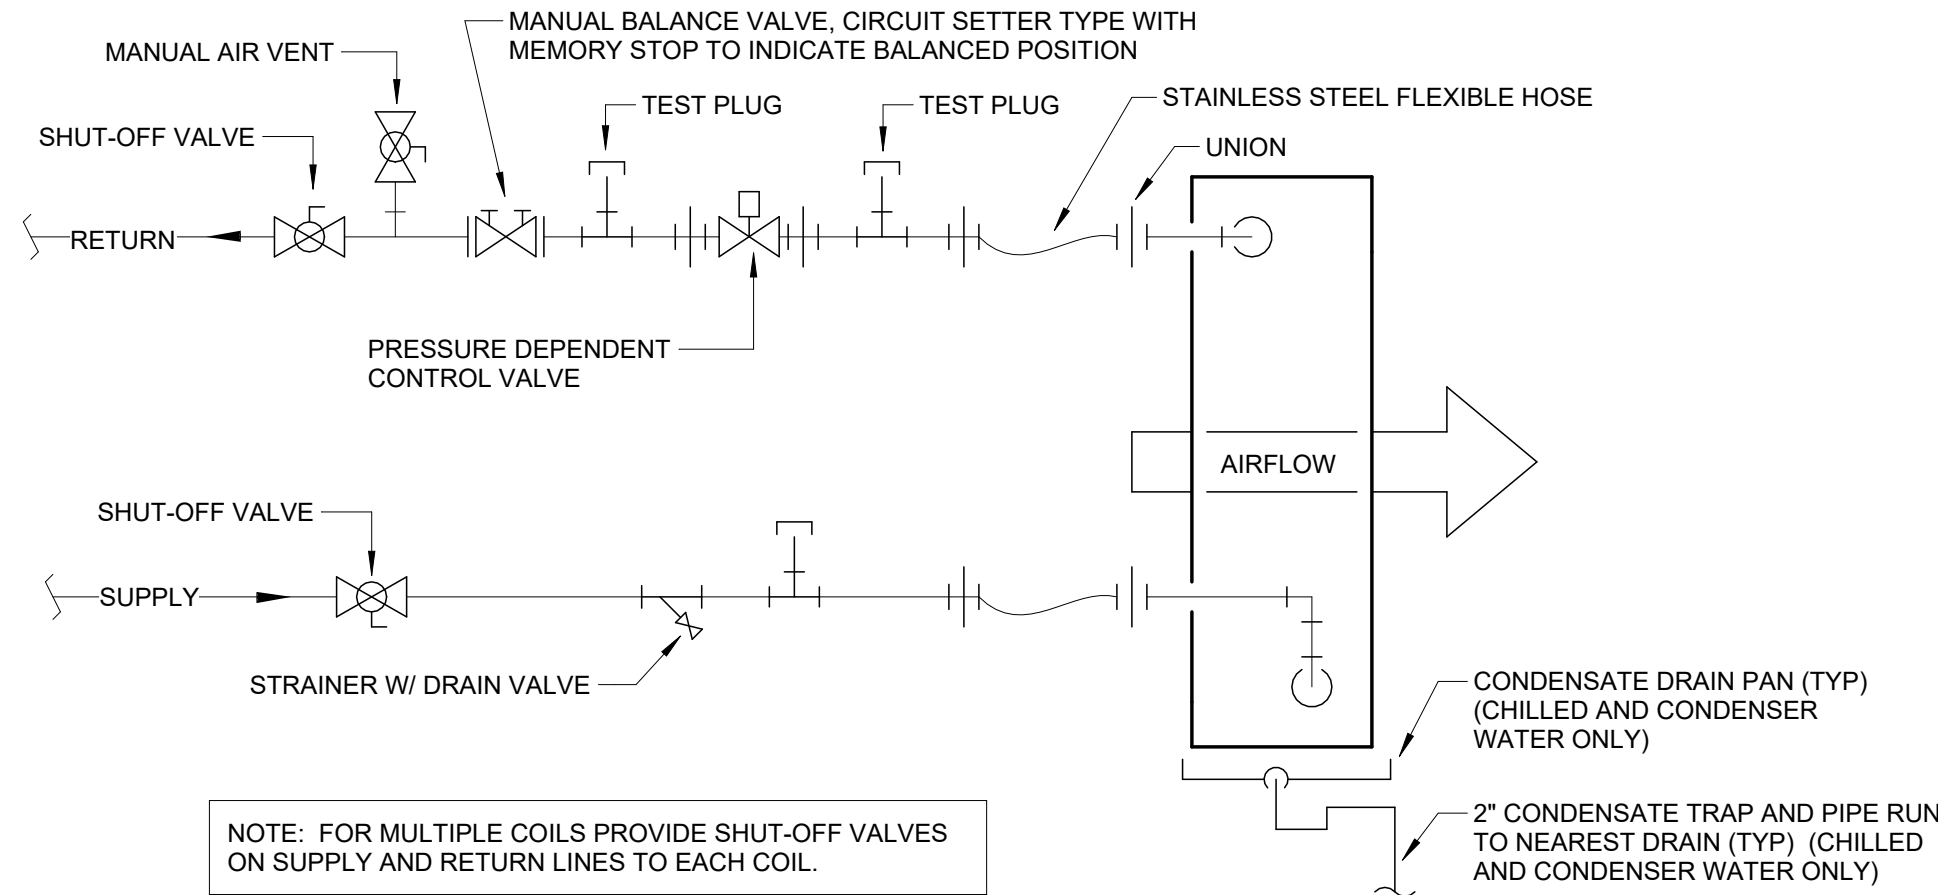 MANUAL BALANCE VALVE, CIRCUIT SETTER TYPE WITH
MEMORY STOP TO INDICATE BALANCED POSITION
MANUAL AIR VENT
TEST PLUG
TEST PLUG
STAINLESS STEEL FLEXIBLE HOSE
SHUT-OFF VALVE
UNION
RETURN
PRESSURE DEPENDENT
CONTROL VALVE
AIRFLOW
SHUT-OFF VALVE
SUPPLY
STRAINER W/ DRAIN VALVE
CONDENSATE DRAIN PAN (TYP)
(CHILLED AND CONDENSER
WATER ONLY)
2" CONDENSATE TRAP AND PIPE RUN
TO NEAREST DRAIN (TYP) (CHILLED
AND CONDENSER WATER ONLY)
NOTE: FOR MULTIPLE COILS PROVIDE SHUT-OFF VALVES
ON SUPPLY AND RETURN LINES TO EACH COIL.